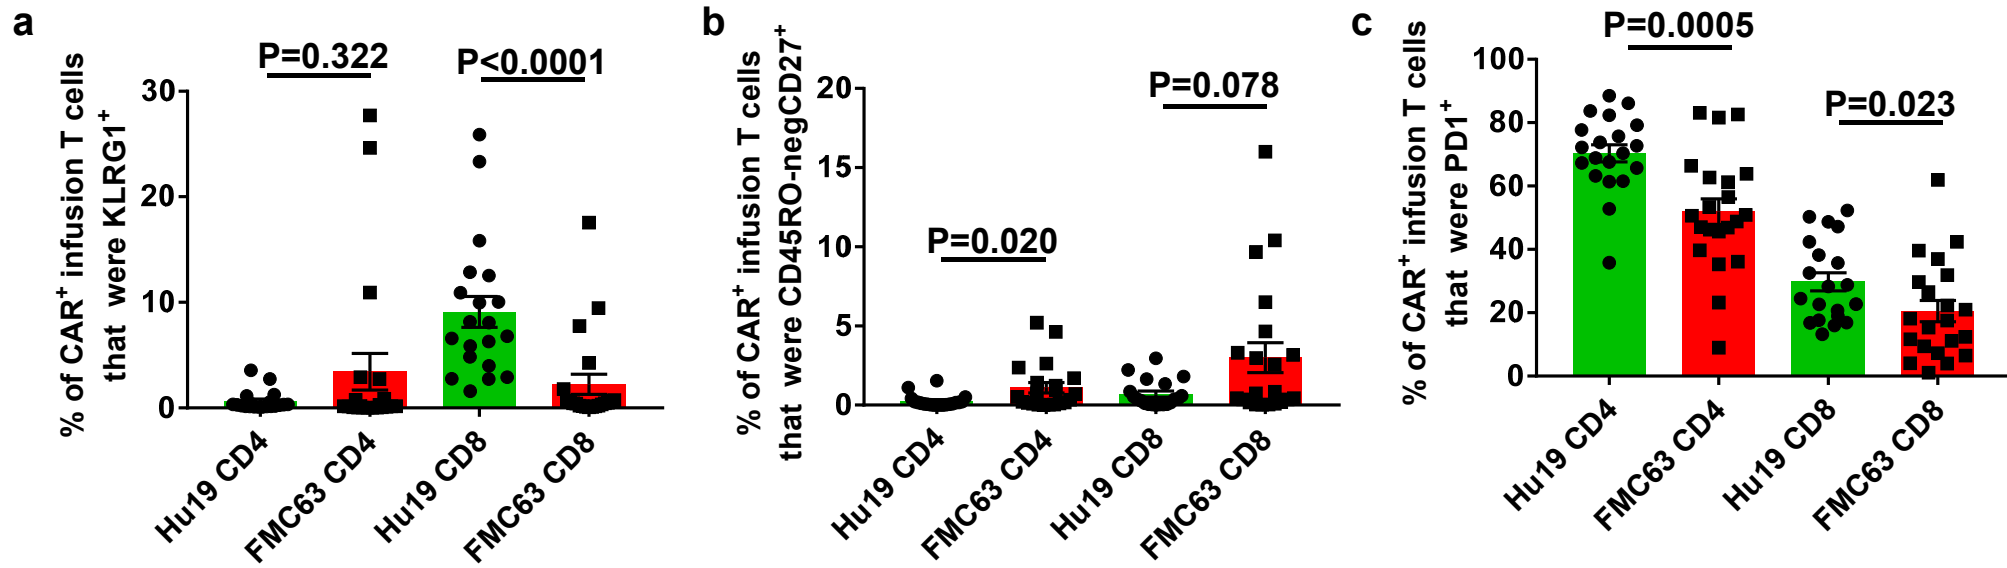 a
% of CAR+ infusion T cells
that were KLRG1+
P=0.322
P<0.0001
30
20
10
0
Hu19 CD4
FMC63 CD4
Hu19 CD8
FMC63 CD8
b
% of CAR+ infusion T cells
that were CD45RO-negCD27+
P=0.020
P=0.078
20
15
10
5
0
Hu19 CD4
FMC63 CD4
Hu19 CD8
FMC63 CD8
c
% of CAR+ infusion T cells
that were PD1+
P=0.0005
P=0.023
100
80
60
40
20
0
Hu19 CD4
FMC63 CD4
Hu19 CD8
FMC63 CD8